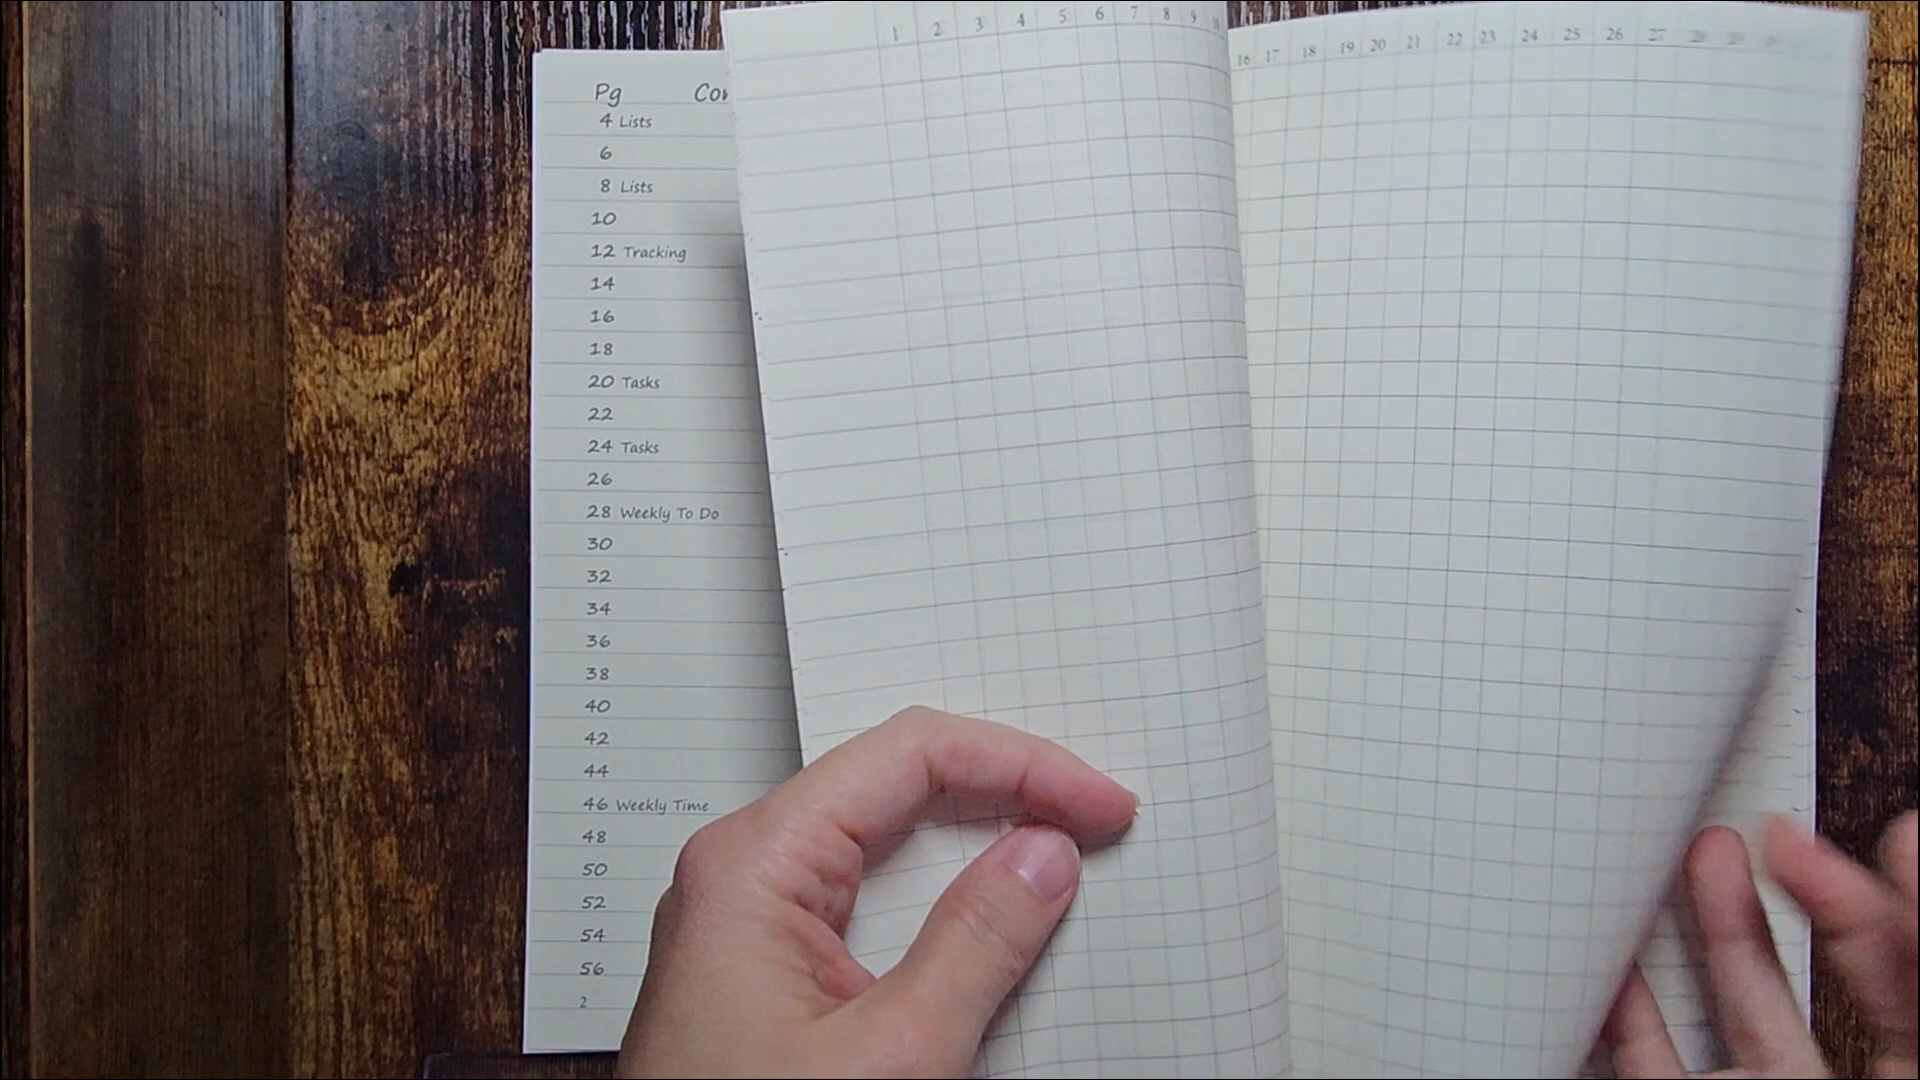 Pg
4 Lists
6
8 Lists
10
12 Tracking
14
16
18
20 Tasks
22
24 Tasks
26
28 Weekly To Do
30
32
34
36
38
40
42
44
46 Weekly Time
48
50
52
54
56
2
1 2 3 4 5 6 7 8 9
16 17 18 19 20 21 22 23 24 25 26 27